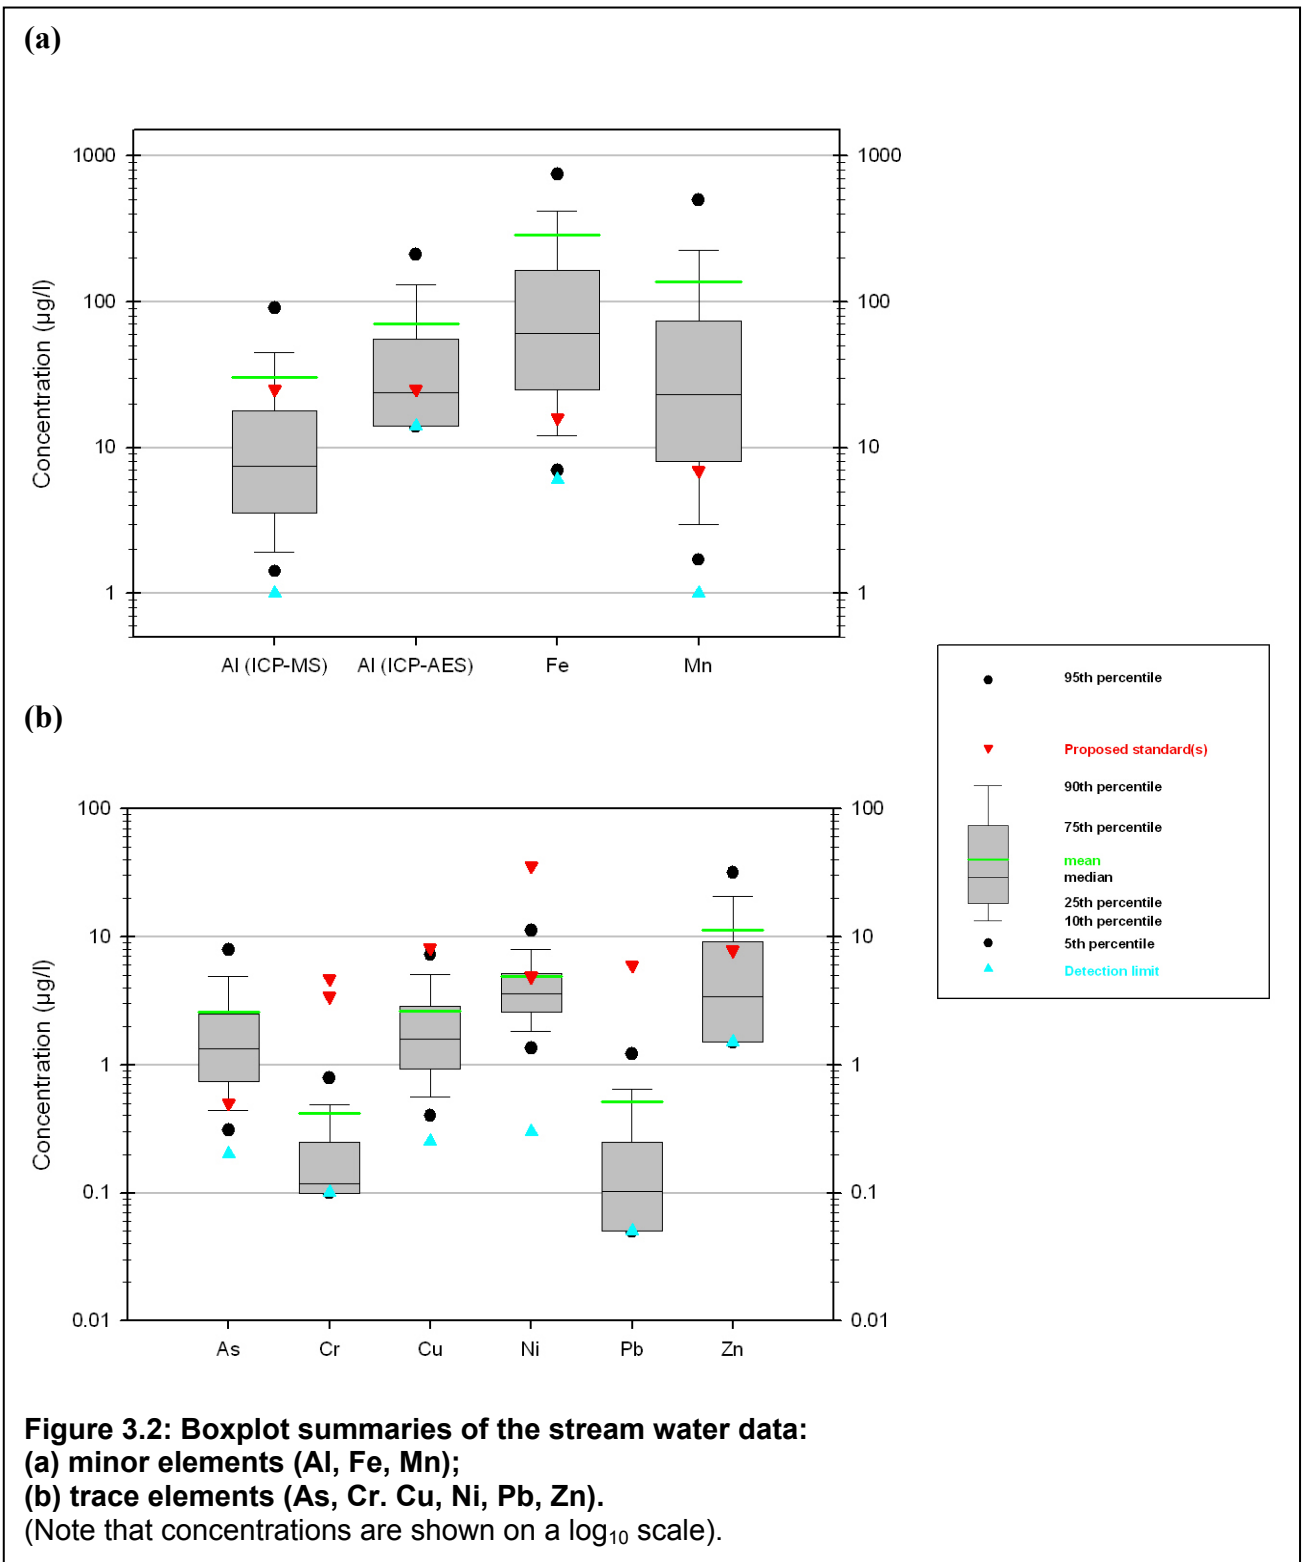 (a)
1000
1000
100
100
10
10
1
1
Concentration (µg/l)
Al (ICP-MS)
Al (ICP-AES)
Fe
Mn
(b)
100
100
10
10
1
1
0.1
0.1
0.01
0.01
Concentration (µg/l)
As
Cr
Cu
Ni
Pb
Zn
95th percentile
Proposed standard(s)
90th percentile
75th percentile
mean
median
25th percentile
10th percentile
5th percentile
Detection limit
Figure 3.2: Boxplot summaries of the stream water data:
(a) minor elements (Al, Fe, Mn);
(b) trace elements (As, Cr. Cu, Ni, Pb, Zn).
(Note that concentrations are shown on a log₁₀ scale).